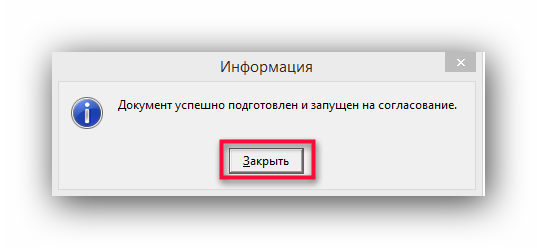 Информация
Документ успешно подготовлен и запущен на согласование.
Закрыть